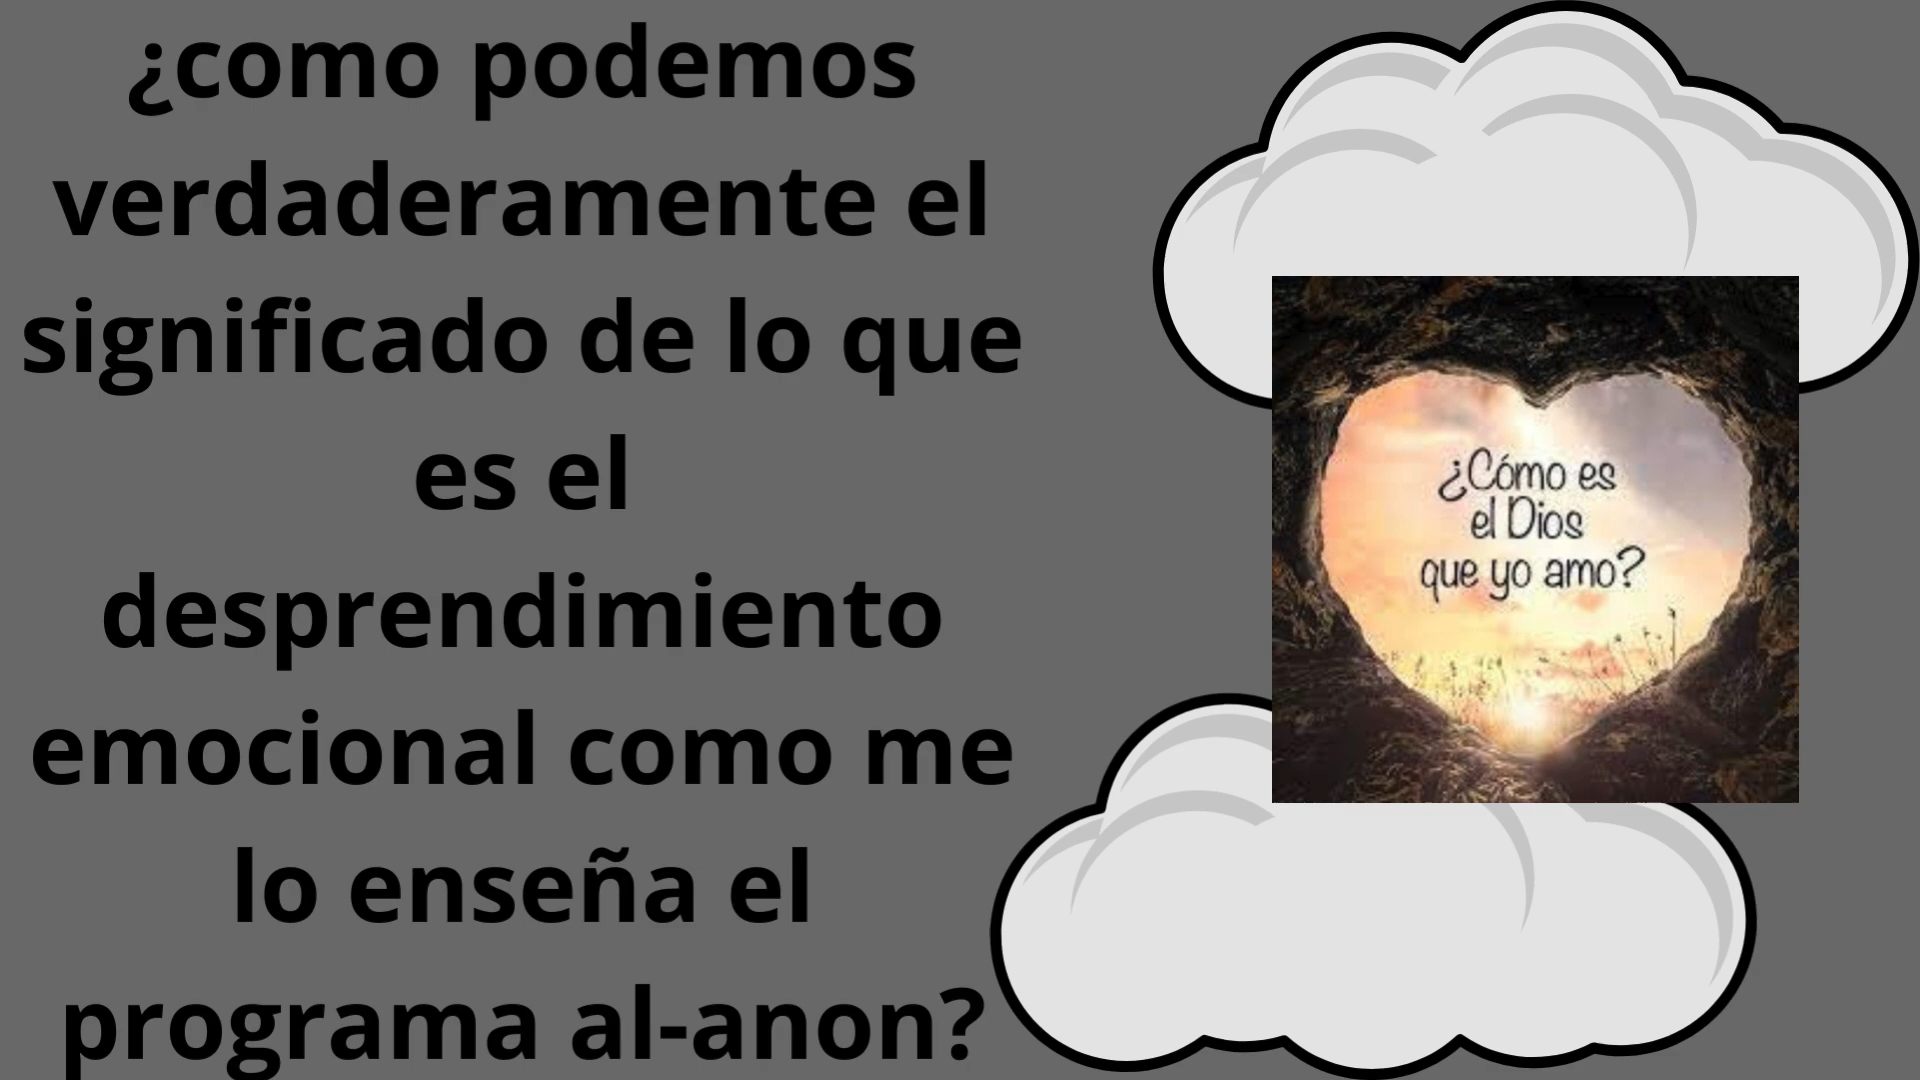 ¿como podemos
verdaderamente el
significado de lo que
es el
desprendimiento
emocional como me
lo enseña el
programa al-anon?
¿Cómo es
el Dios
que yo amo?